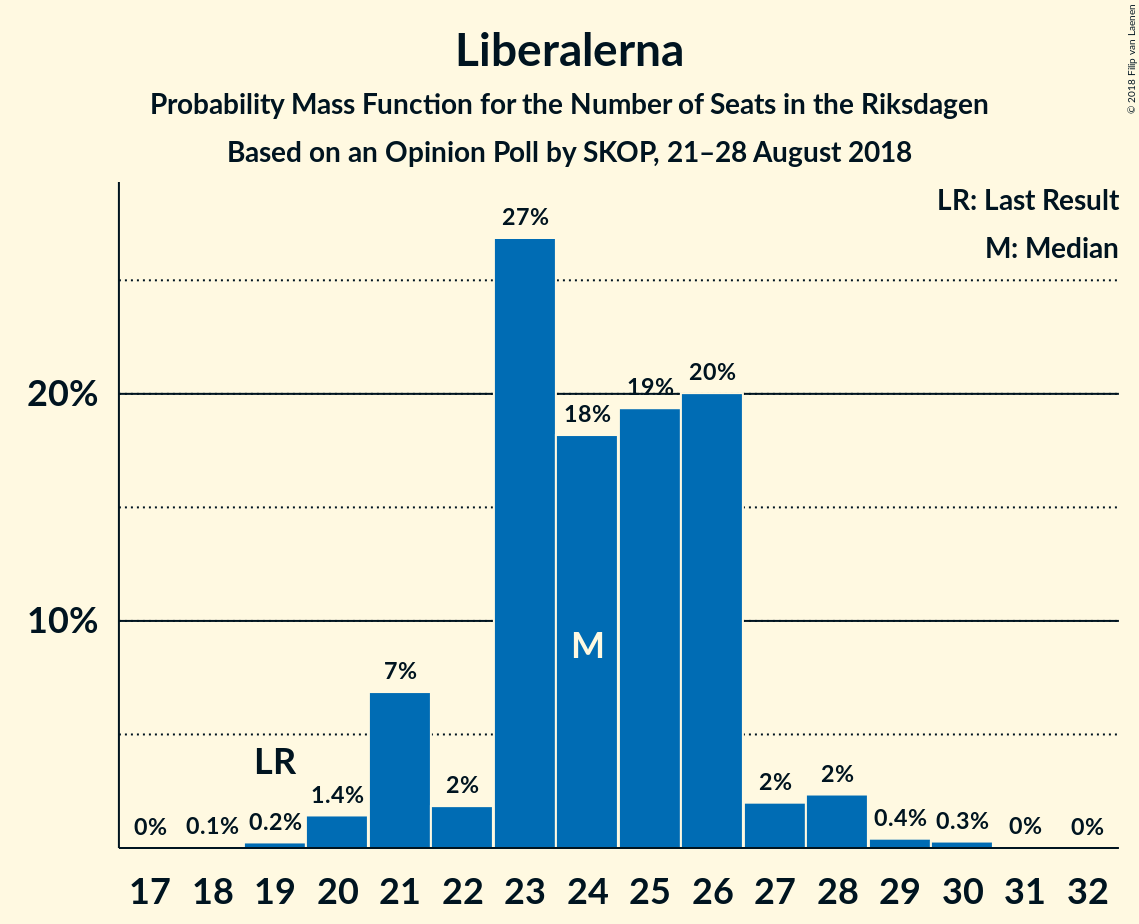 Liberalerna
Probability Mass Function for the Number of Seats in the Riksdagen
Based on an Opinion Poll by SKOP, 21–28 August 2018
© 2018 Filip van Laenen
LR: Last Result
M: Median
27%
20%
19%
20%
18%
10%
M
7%
LR
2%
2%
2%
1.4%
0%
0.1%
0.2%
0.4%
0.3%
0%
0%
17 18 19 20 21 22 23 24 25 26 27 28 29 30 31 32